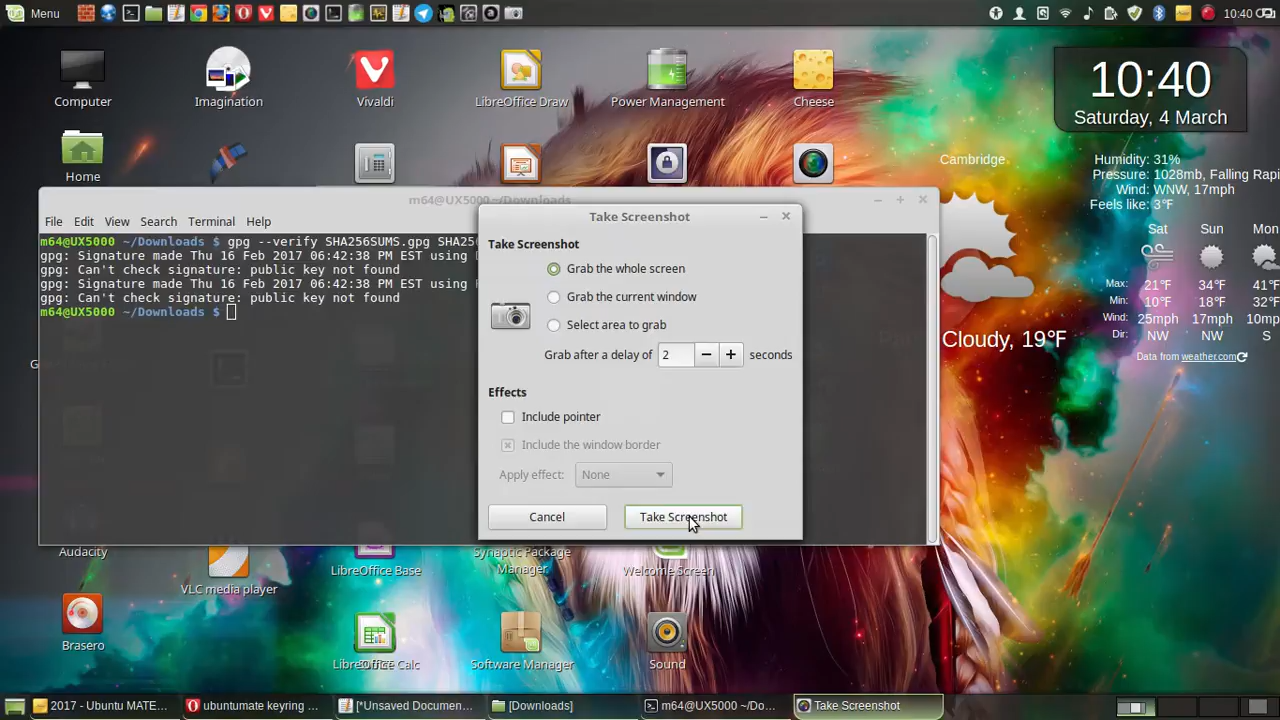 Menu
10:40
Computer
Imagination
Vivaldi
LibreOffice Draw
Power Management
Cheese
Home
10:40
Saturday, 4 March
Cambridge
Humidity: 31%
Pressure: 1028mb, Falling Rapi
Wind: WNW, 17mph
Feels like: 3°F
Sat Sun Mon
Max: 21°F 34°F 41°F
Min: 10°F 18°F 32°F
Wind: 25mph 17mph 10mp
Dir: NW NW S
Cloudy, 19°F
Data from weather.com
m64@UX5000 ~/Downloads
File Edit View Search Terminal Help
m64@UX5000 ~/Downloads $ gpg --verify SHA256SUMS.gpg SHA256
gpg: Signature made Thu 16 Feb 2017 06:42:38 PM EST using
gpg: Can't check signature: public key not found
gpg: Signature made Thu 16 Feb 2017 06:42:38 PM EST using
gpg: Can't check signature: public key not found
m64@UX5000 ~/Downloads $
Take Screenshot
Take Screenshot
Grab the whole screen
Grab the current window
Select area to grab
Grab after a delay of 2 seconds
Effects
Include pointer
Include the window border
Apply effect: None
Cancel
Take Screenshot
Audacity
VLC media player
LibreOffice Base
Synaptic Package Manager
Welcome Screen
Brasero
LibreOffice Calc
Software Manager
Sound
2017 - Ubuntu MATE...
ubuntumate keyring ...
[*Unsaved Documen...
[Downloads]
m64@UX5000 ~/Do...
Take Screenshot